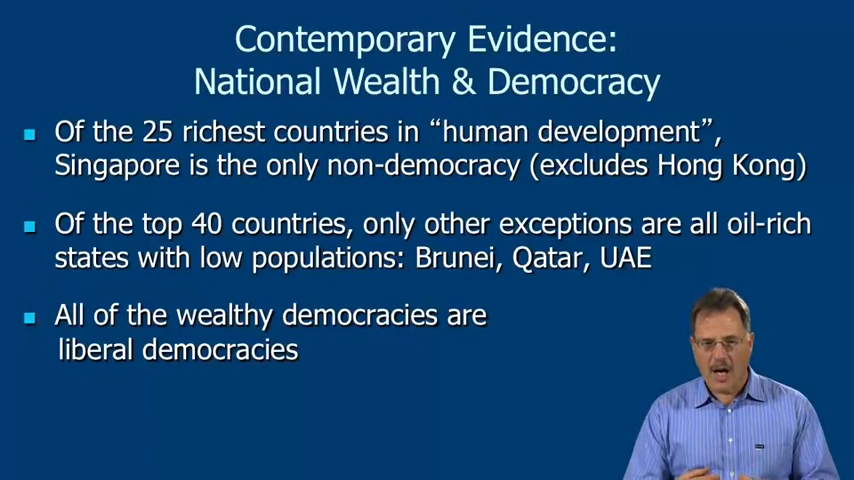 Contemporary Evidence:
National Wealth & Democracy
Of the 25 richest countries in “human development”,
Singapore is the only non-democracy (excludes Hong Kong)
Of the top 40 countries, only other exceptions are all oil-rich
states with low populations: Brunei, Qatar, UAE
All of the wealthy democracies are
liberal democracies